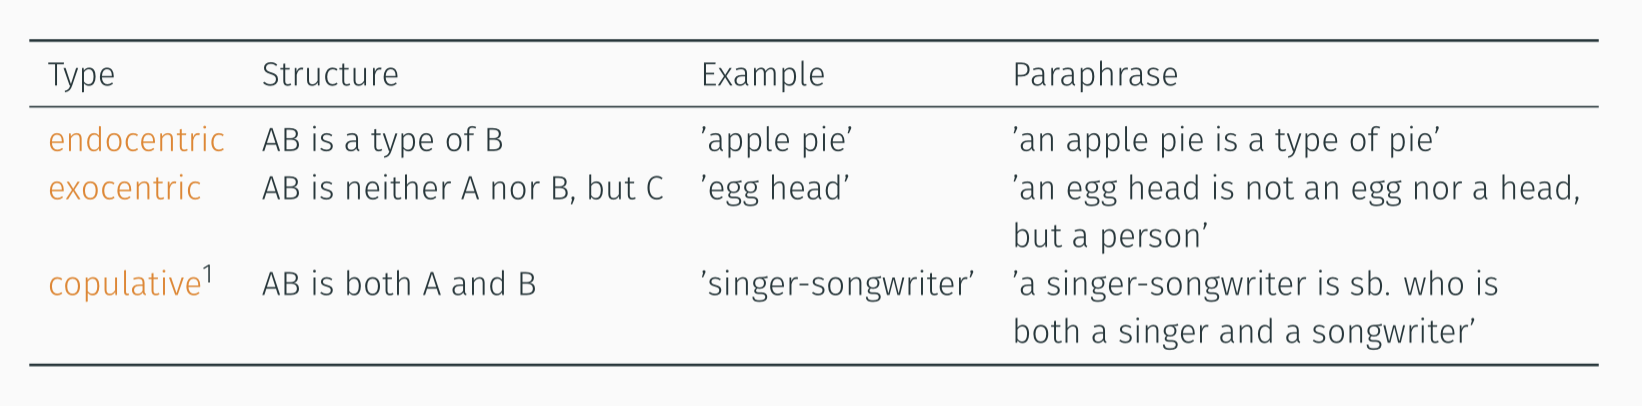 Type Structure Example Paraphrase
endocentric AB is a type of B ’apple pie’ ’an apple pie is a type of pie’
exocentric AB is neither A nor B, but C ’egg head’ ’an egg head is not an egg nor a head,
but a person’
copulative¹ AB is both A and B ’singer-songwriter’ ’a singer-songwriter is sb. who is
both a singer and a songwriter’